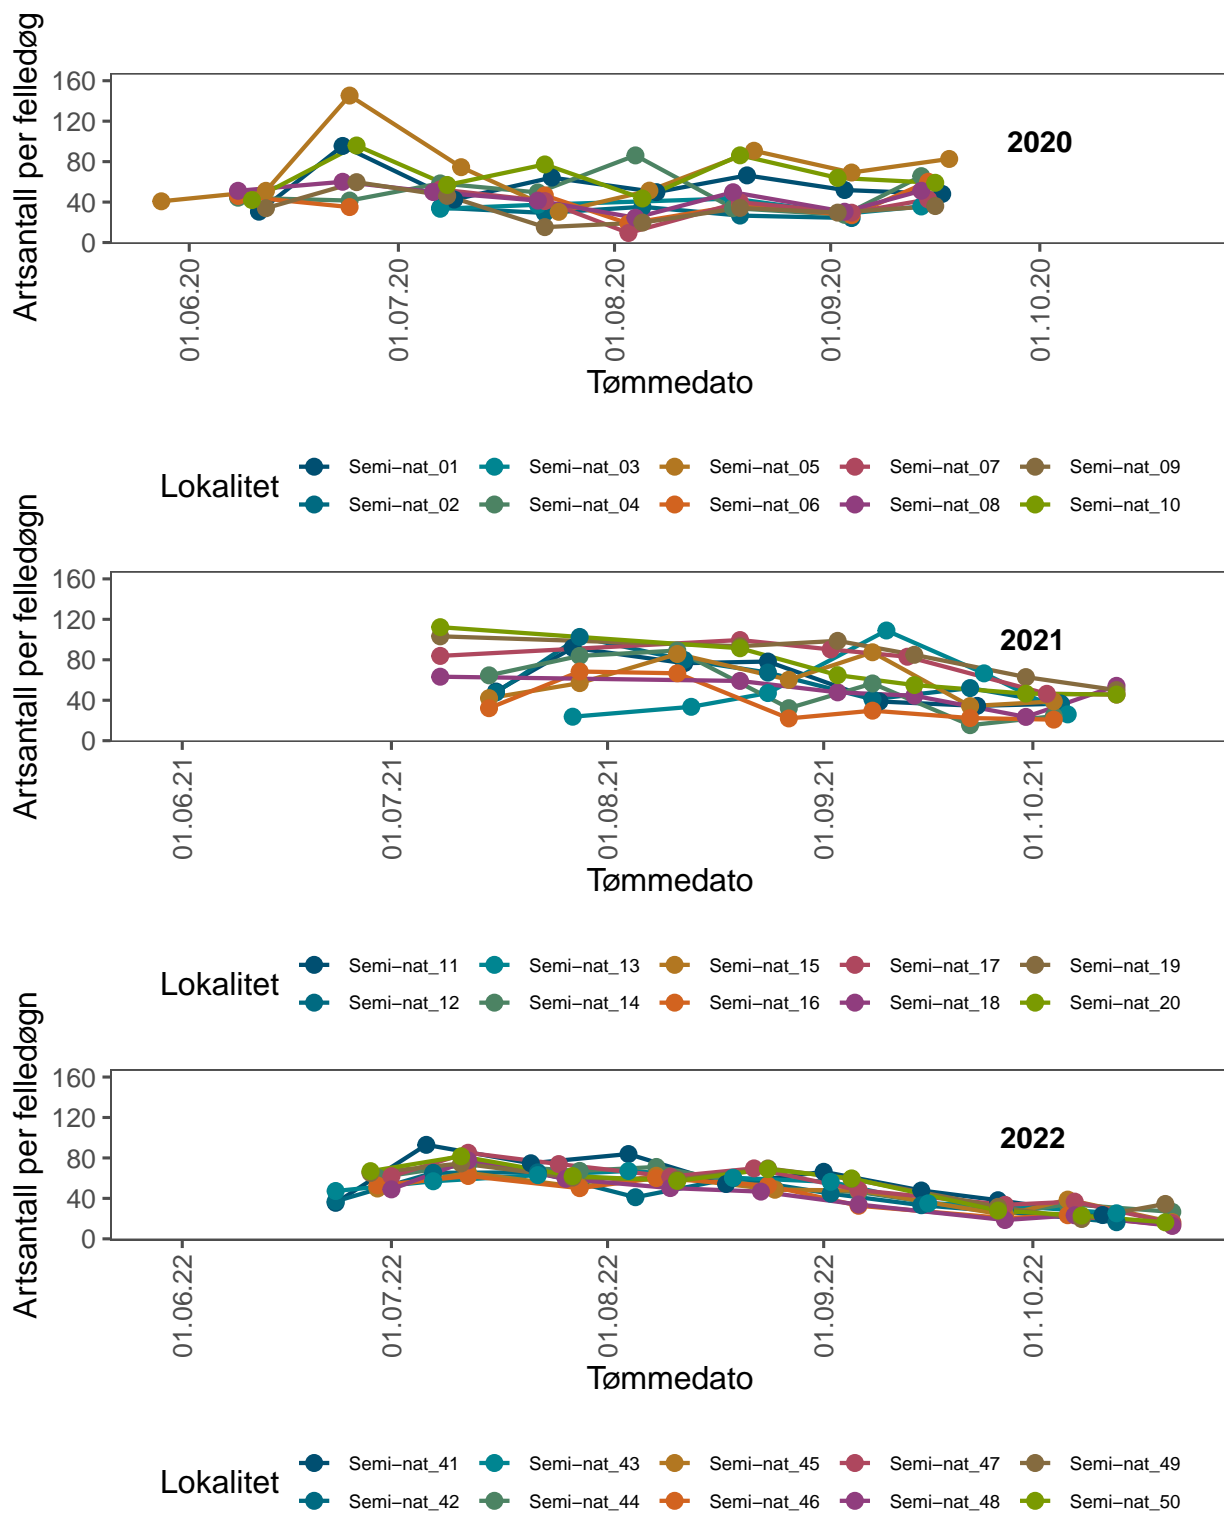 Artsantall per felledøg
160
120
80
40
0
2020
01.06.20
01.07.20
01.08.20
01.09.20
01.10.20
Tømmedato
Lokalitet
Semi−nat_01 Semi−nat_03 Semi−nat_05 Semi−nat_07 Semi−nat_09
Semi−nat_02 Semi−nat_04 Semi−nat_06 Semi−nat_08 Semi−nat_10
Artsantall per felledøgn
160
120
80
40
0
2021
01.06.21
01.07.21
01.08.21
01.09.21
01.10.21
Tømmedato
Lokalitet
Semi−nat_11 Semi−nat_13 Semi−nat_15 Semi−nat_17 Semi−nat_19
Semi−nat_12 Semi−nat_14 Semi−nat_16 Semi−nat_18 Semi−nat_20
Artsantall per felledøgn
160
120
80
40
0
2022
01.06.22
01.07.22
01.08.22
01.09.22
01.10.22
Tømmedato
Lokalitet
Semi−nat_41 Semi−nat_43 Semi−nat_45 Semi−nat_47 Semi−nat_49
Semi−nat_42 Semi−nat_44 Semi−nat_46 Semi−nat_48 Semi−nat_50